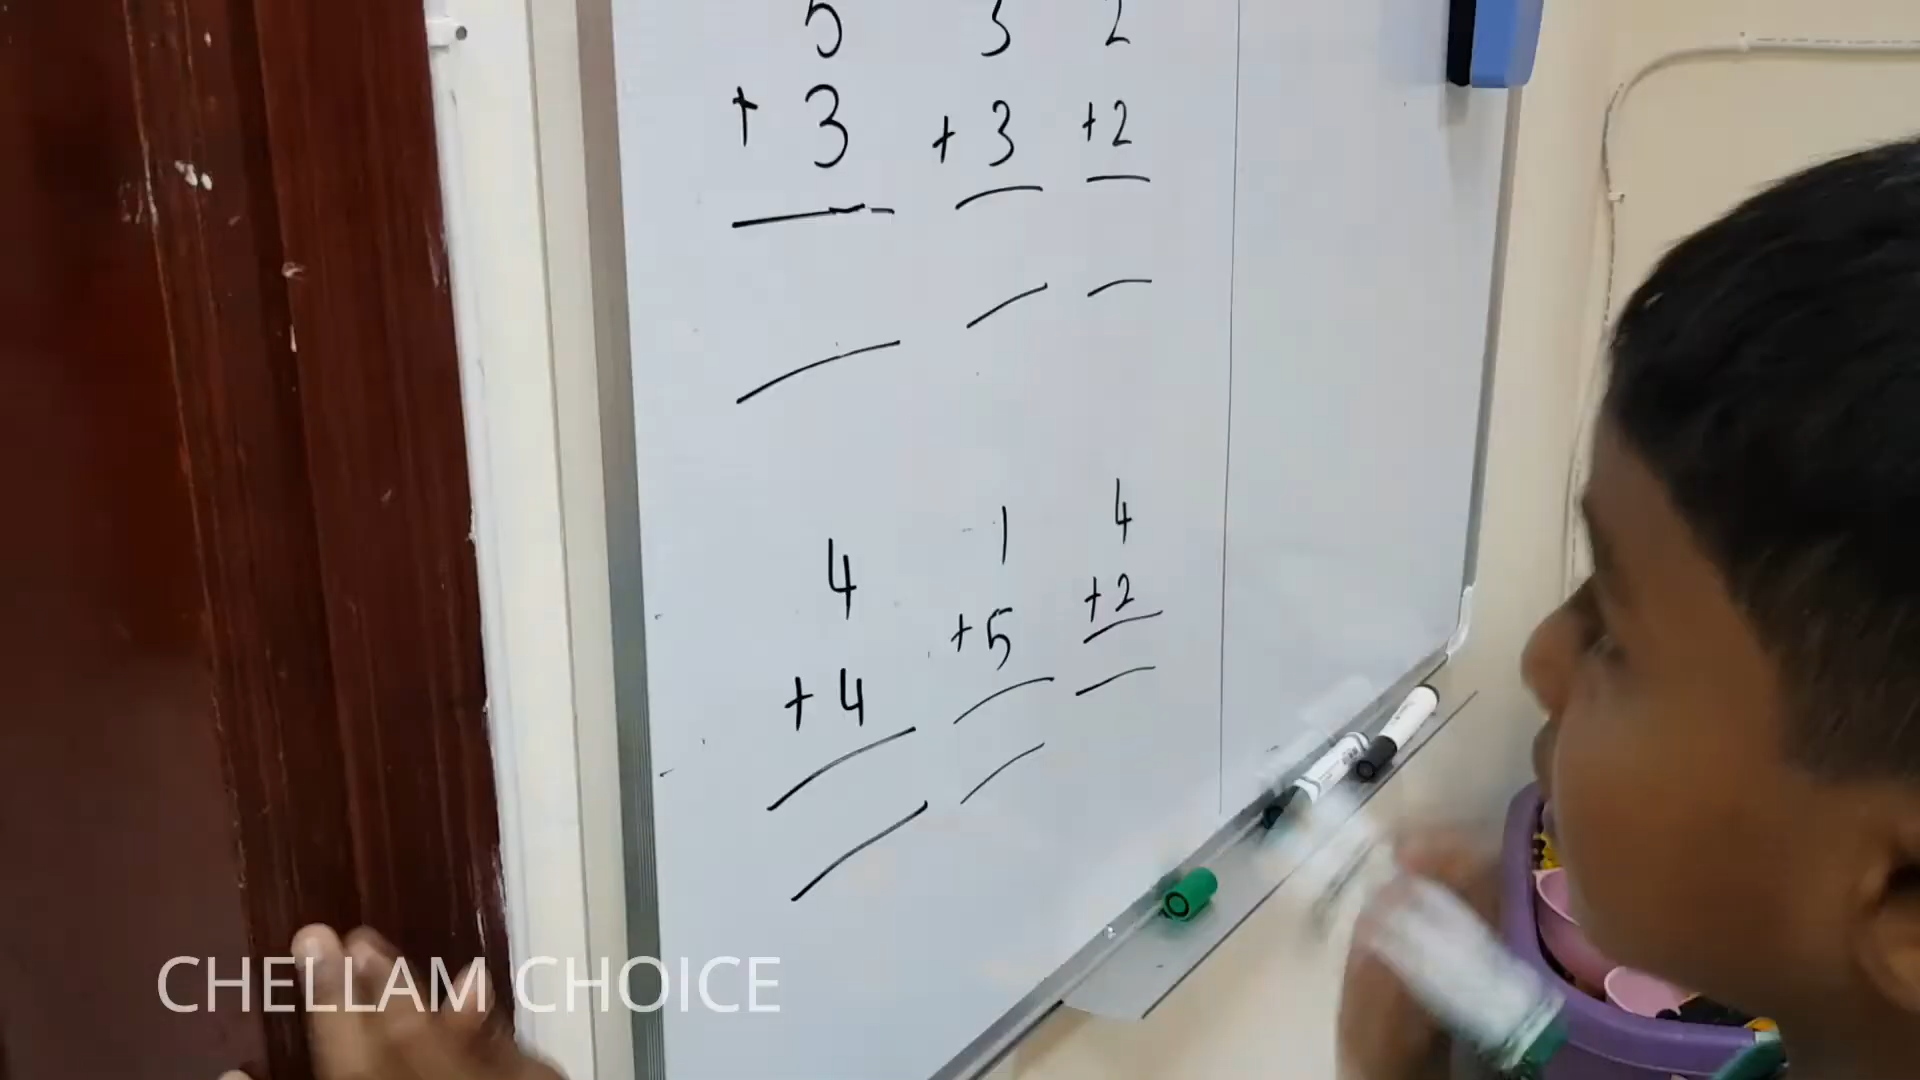 5 3 2
+ 3 + 3 + 2
4 1 4
+ 4 + 5 + 2
CHELLAM CHOICE